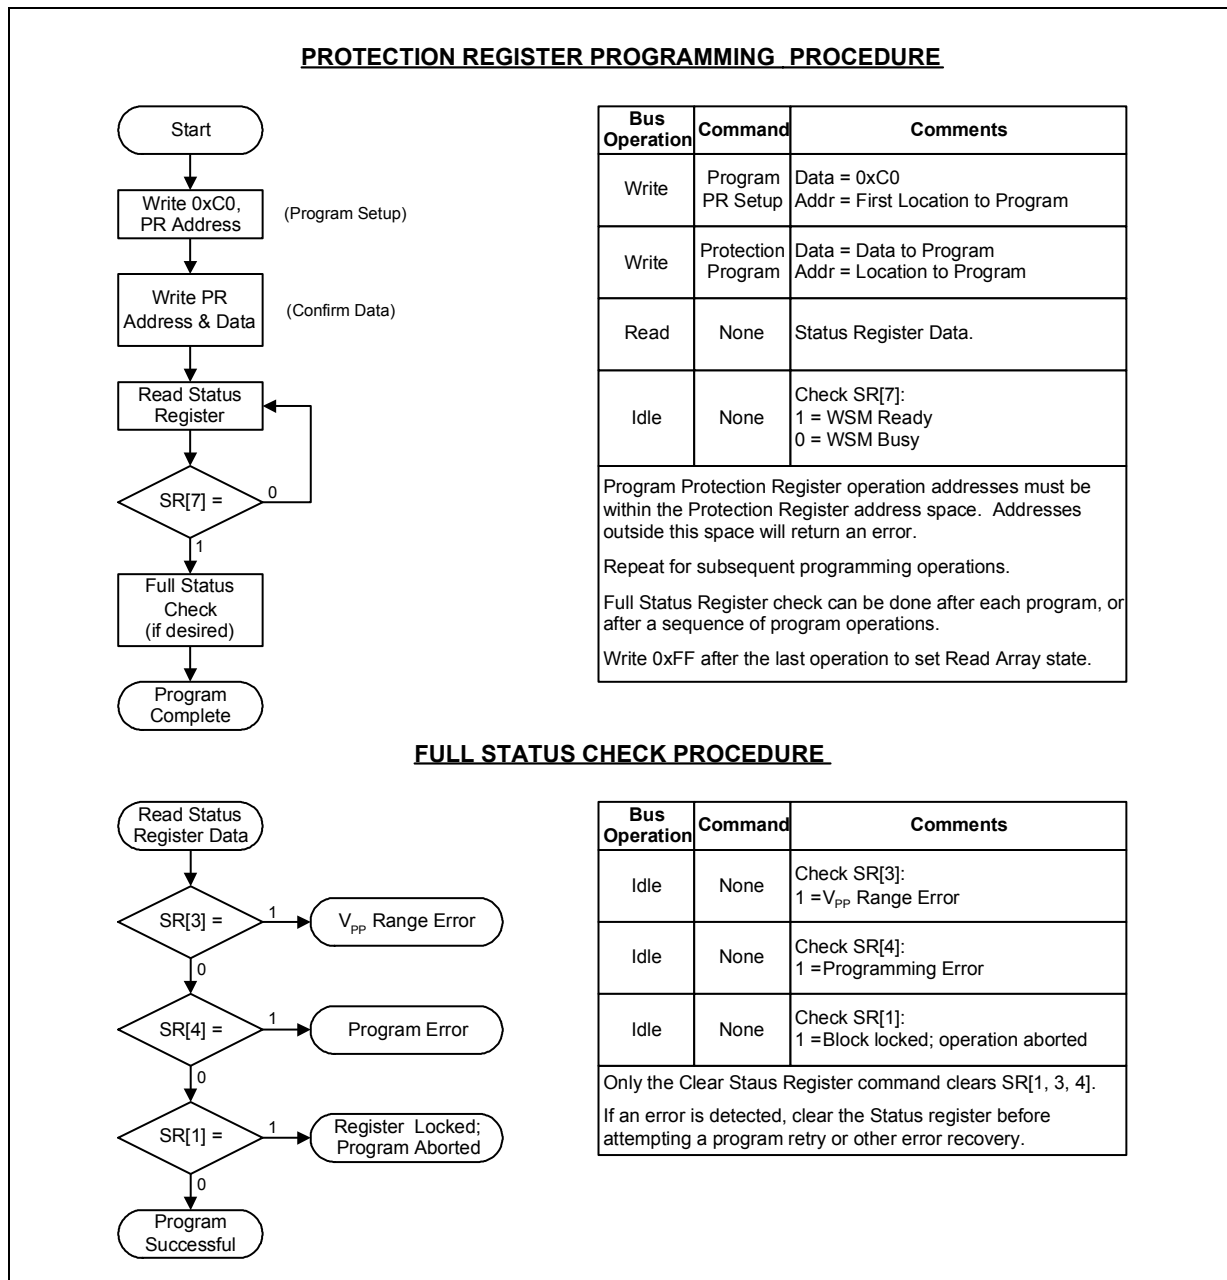 PROTECTION REGISTER PROGRAMMING PROCEDURE
Start
Write 0xC0,
PR Address
(Program Setup)
Write PR
Address & Data
(Confirm Data)
Read Status
Register
SR[7] =
0
1
Full Status
Check
(if desired)
Program
Complete
Bus
Operation
Command
Comments
Write
Program
PR Setup
Data = 0xC0
Addr = First Location to Program
Write
Protection
Program
Data = Data to Program
Addr = Location to Program
Read
None
Status Register Data.
Idle
None
Check SR[7]:
1 = WSM Ready
0 = WSM Busy
Program Protection Register operation addresses must be
within the Protection Register address space. Addresses
outside this space will return an error.
Repeat for subsequent programming operations.
Full Status Register check can be done after each program, or
after a sequence of program operations.
Write 0xFF after the last operation to set Read Array state.
FULL STATUS CHECK PROCEDURE
Read Status
Register Data
SR[3] =
1
VPP Range Error
0
SR[4] =
1
Program Error
0
SR[1] =
1
Register Locked;
Program Aborted
0
Program
Successful
Bus
Operation
Command
Comments
Idle
None
Check SR[3]:
1 =VPP Range Error
Idle
None
Check SR[4]:
1 =Programming Error
Idle
None
Check SR[1]:
1 =Block locked; operation aborted
Only the Clear Staus Register command clears SR[1, 3, 4].
If an error is detected, clear the Status register before
attempting a program retry or other error recovery.